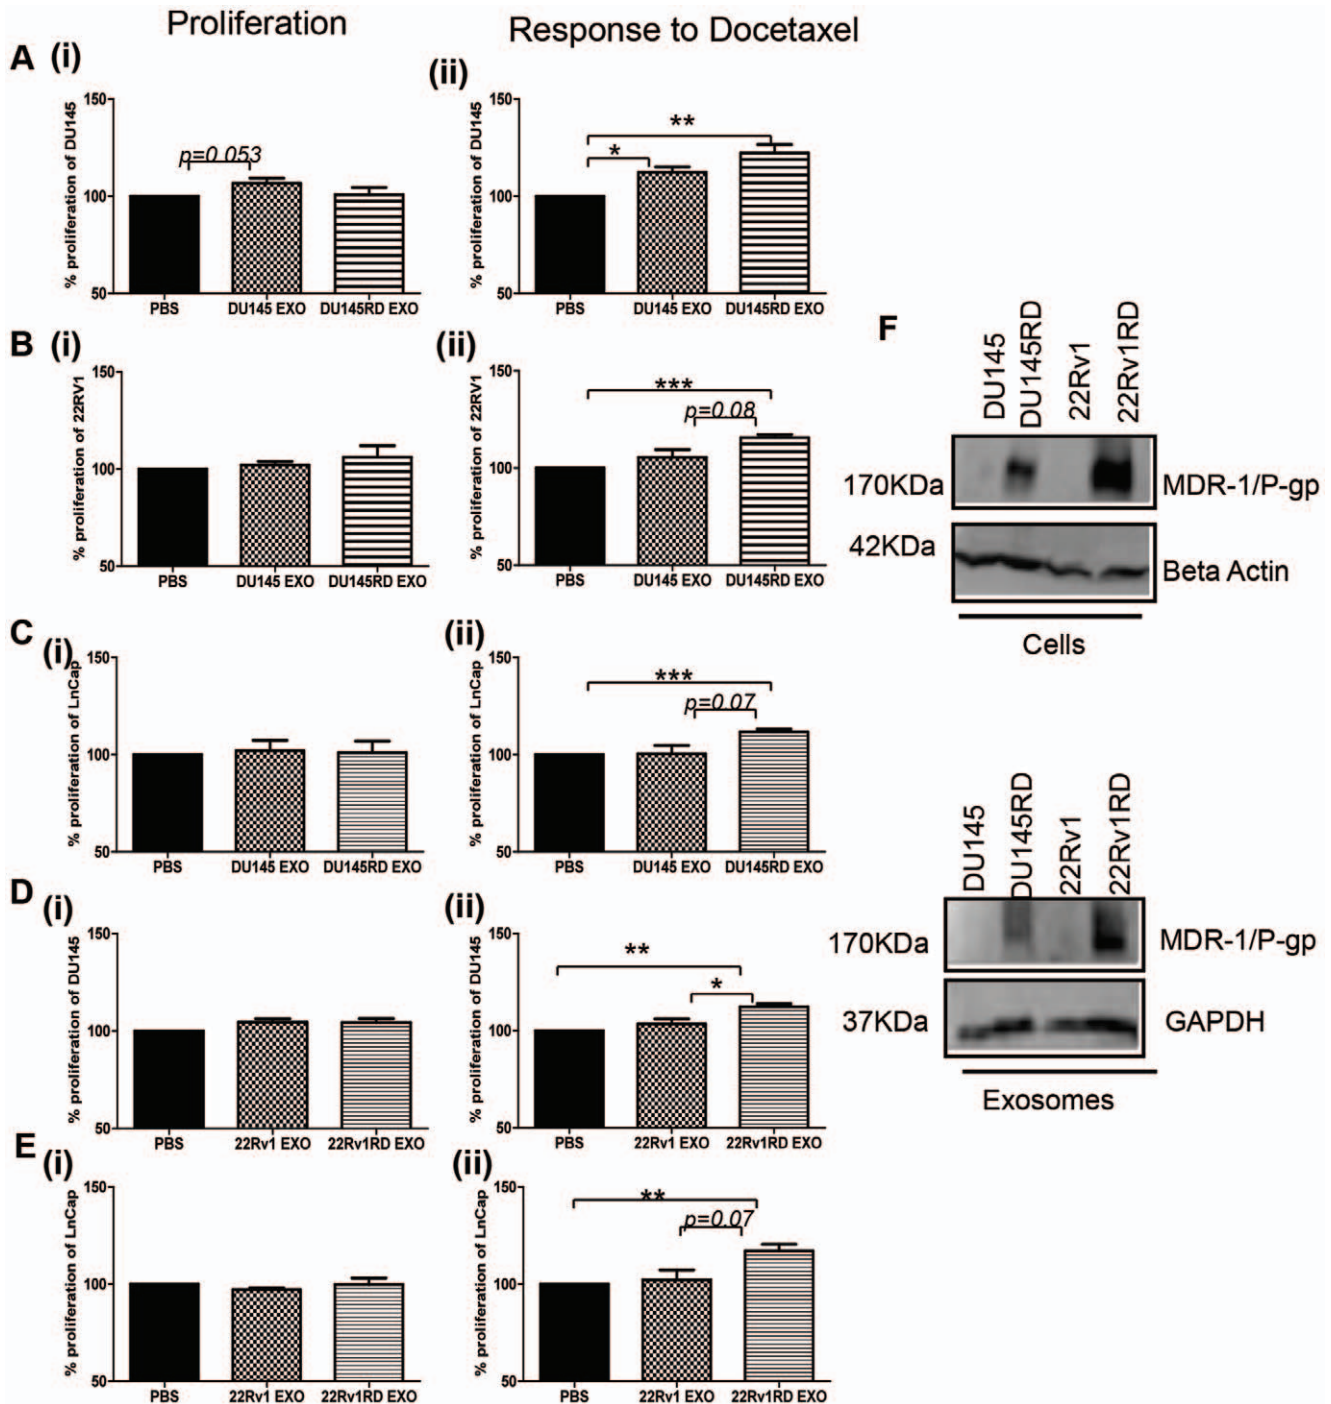 Proliferation
Response to Docetaxel
A (i)
% proliferation of DU145
150
100
50
p=0.053
PBS
DU145 EXO
DU145RD EXO
(ii)
% proliferation of DU145
150
100
50
*
**
PBS
DU145 EXO
DU145RD EXO
B (i)
% proliferation of 22RV1
150
100
50
PBS
DU145 EXO
DU145RD EXO
(ii)
% proliferation of 22RV1
150
100
50
***
p=0.08
PBS
DU145 EXO
DU145RD EXO
C (i)
% proliferation of LnCap
150
100
50
PBS
DU145 EXO
DU145RD EXO
(ii)
% proliferation of LnCap
150
100
50
***
p=0.07
PBS
DU145 EXO
DU145RD EXO
D (i)
% proliferation of DU145
150
100
50
PBS
22Rv1 EXO
22Rv1RD EXO
(ii)
% proliferation of DU145
150
100
50
**
*
PBS
22Rv1 EXO
22Rv1RD EXO
E (i)
% proliferation of LnCap
150
100
50
PBS
22Rv1 EXO
22Rv1RD EXO
(ii)
% proliferation of LnCap
150
100
50
**
p=0.07
PBS
22Rv1 EXO
22Rv1RD EXO
F
DU145
DU145RD
22Rv1
22Rv1RD
170KDa
MDR-1/P-gp
42KDa
Beta Actin
Cells
DU145
DU145RD
22Rv1
22Rv1RD
170KDa
MDR-1/P-gp
37KDa
GAPDH
Exosomes